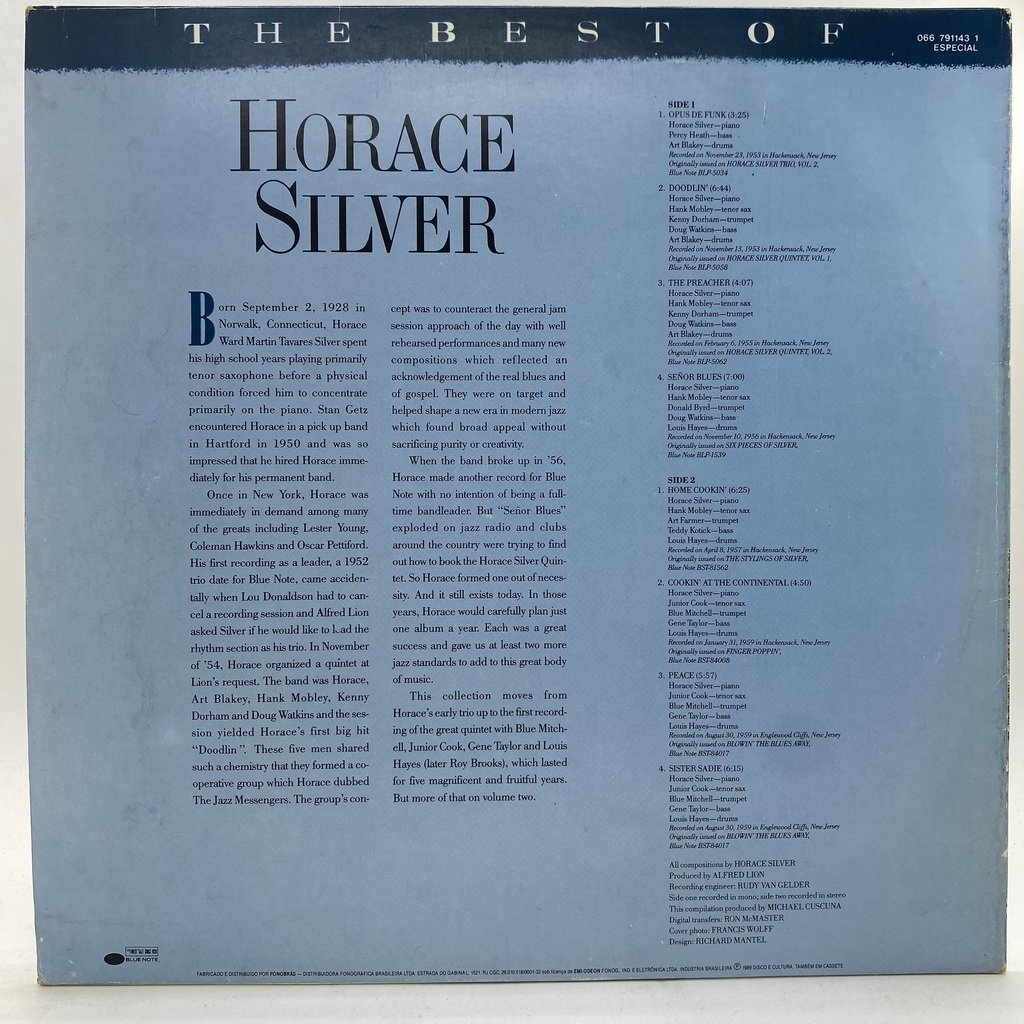 THE BEST OF
066 791143 1
ESPECIAL
HORACE
SILVER
Born September 2, 1928 in
Norwalk, Connecticut, Horace
Ward Martin Tavares Silver spent
his high school years playing primarily
tenor saxophone before a physical
condition forced him to concentrate
primarily on the piano. Stan Getz
encountered Horace in a pick up band
in Hartford in 1950 and was so
impressed that he hired Horace imme-
diately for his permanent band.
Once in New York, Horace was
immediately in demand among many
of the greats including Lester Young,
Coleman Hawkins and Oscar Pettiford.
His first recording as a leader, a 1952
trio date for Blue Note, came acciden-
tally when Lou Donaldson had to can-
cel a recording session and Alfred Lion
asked Silver if he would like to lead the
rhythm section as his trio. In November
of '54, Horace organized a quintet at
Lion's request. The band was Horace,
Art Blakey, Hank Mobley, Kenny
Dorham and Doug Watkins and the ses-
sion yielded Horace's first big hit
"Doodlin'". These five men shared
such a chemistry that they formed a co-
operative group which Horace dubbed
The Jazz Messengers. The group's con-
cept was to counteract the general jam
session approach of the day with well
rehearsed performances and many new
compositions which reflected an
acknowledgement of the real blues and
of gospel. They were on target and
helped shape a new era in modern jazz
which found broad appeal without
sacrificing purity or creativity.
When the band broke up in '56,
Horace made another record for Blue
Note with no intention of being a full-
time bandleader. But "Señor Blues"
exploded on jazz radio and clubs
around the country were trying to find
out how to book the Horace Silver Quin-
tet. So Horace formed one out of neces-
sity. And it still exists today. In those
years, Horace would carefully plan just
one album a year. Each was a great
success and gave us at least two more
jazz standards to add to this great body
of music.
This collection moves from
Horace's early trio up to the first record-
ing of the great quintet with Blue Mitch-
ell, Junior Cook, Gene Taylor and Louis
Hayes (later Roy Brooks), which lasted
for five magnificent and fruitful years.
But more of that on volume two.
SIDE 1
1. OPUS DE FUNK (3:25)
Horace Silver—piano
Percy Heath—bass
Art Blakey—drums
Recorded on November 23, 1953 in Hackensack, New Jersey
Originally issued on HORACE SILVER TRIO, VOL. 2,
Blue Note BLP-5034
2. DOODLIN' (6:44)
Horace Silver—piano
Hank Mobley—tenor sax
Kenny Dorham—trumpet
Doug Watkins—bass
Art Blakey—drums
Recorded on November 13, 1953 in Hackensack, New Jersey
Originally issued on HORACE SILVER QUINTET, VOL. 1,
Blue Note BLP-5058
3. THE PREACHER (4:07)
Horace Silver—piano
Hank Mobley—tenor sax
Kenny Dorham—trumpet
Doug Watkins—bass
Art Blakey—drums
Recorded on February 6, 1955 in Hackensack, New Jersey
Originally issued on HORACE SILVER QUINTET, VOL. 2,
Blue Note BLP-5062
4. SEÑOR BLUES (7:00)
Horace Silver—piano
Hank Mobley—tenor sax
Donald Byrd—trumpet
Doug Watkins—bass
Louis Hayes—drums
Recorded on November 10, 1956 in Hackensack, New Jersey
Originally issued on SIX PIECES OF SILVER,
Blue Note BLP-1539
SIDE 2
1. HOME COOKIN' (6:25)
Horace Silver—piano
Hank Mobley—tenor sax
Art Farmer—trumpet
Teddy Kotick—bass
Louis Hayes—drums
Recorded on April 8, 1957 in Hackensack, New Jersey
Originally issued on THE STYLINGS OF SILVER,
Blue Note BST-81562
2. COOKIN' AT THE CONTINENTAL (4:50)
Horace Silver—piano
Junior Cook—tenor sax
Blue Mitchell—trumpet
Gene Taylor—bass
Louis Hayes—drums
Recorded on January 31, 1959 in Hackensack, New Jersey
Originally issued on FINGER POPPIN',
Blue Note BST-84008
3. PEACE (5:57)
Horace Silver—piano
Junior Cook—tenor sax
Blue Mitchell—trumpet
Gene Taylor—bass
Louis Hayes—drums
Recorded on August 30, 1959 in Englewood Cliffs, New Jersey
Originally issued on BLOWIN' THE BLUES AWAY,
Blue Note BST-84017
4. SISTER SADIE (6:15)
Horace Silver—piano
Junior Cook—tenor sax
Blue Mitchell—trumpet
Gene Taylor—bass
Louis Hayes—drums
Recorded on August 30, 1959 in Englewood Cliffs, New Jersey
Originally issued on BLOWIN' THE BLUES AWAY,
Blue Note BST-84017
All compositions by HORACE SILVER
Produced by ALFRED LION
Recording engineer: RUDY VAN GELDER
Side one recorded in mono; side two recorded in stereo
This compilation produced by MICHAEL CUSCUNA
Digital transfers: RON McMASTER
Cover photo: FRANCIS WOLFF
Design: RICHARD MANTEL
BLUE NOTE
FABRICADO E DISTRIBUIDO POR FONOBRÁS — DISTRIBUIDORA FONOGRÁFICA BRASILEIRA LTDA. ESTRADA DO GABINAL, 1521, RJ CGC. sob licença de EMI-ODEON FONOG., IND. E ELETRÔNICA LTDA. INDÚSTRIA BRASILEIRA Ⓟ 1989 DISCO É CULTURA. TAMBÉM EM CASSETE